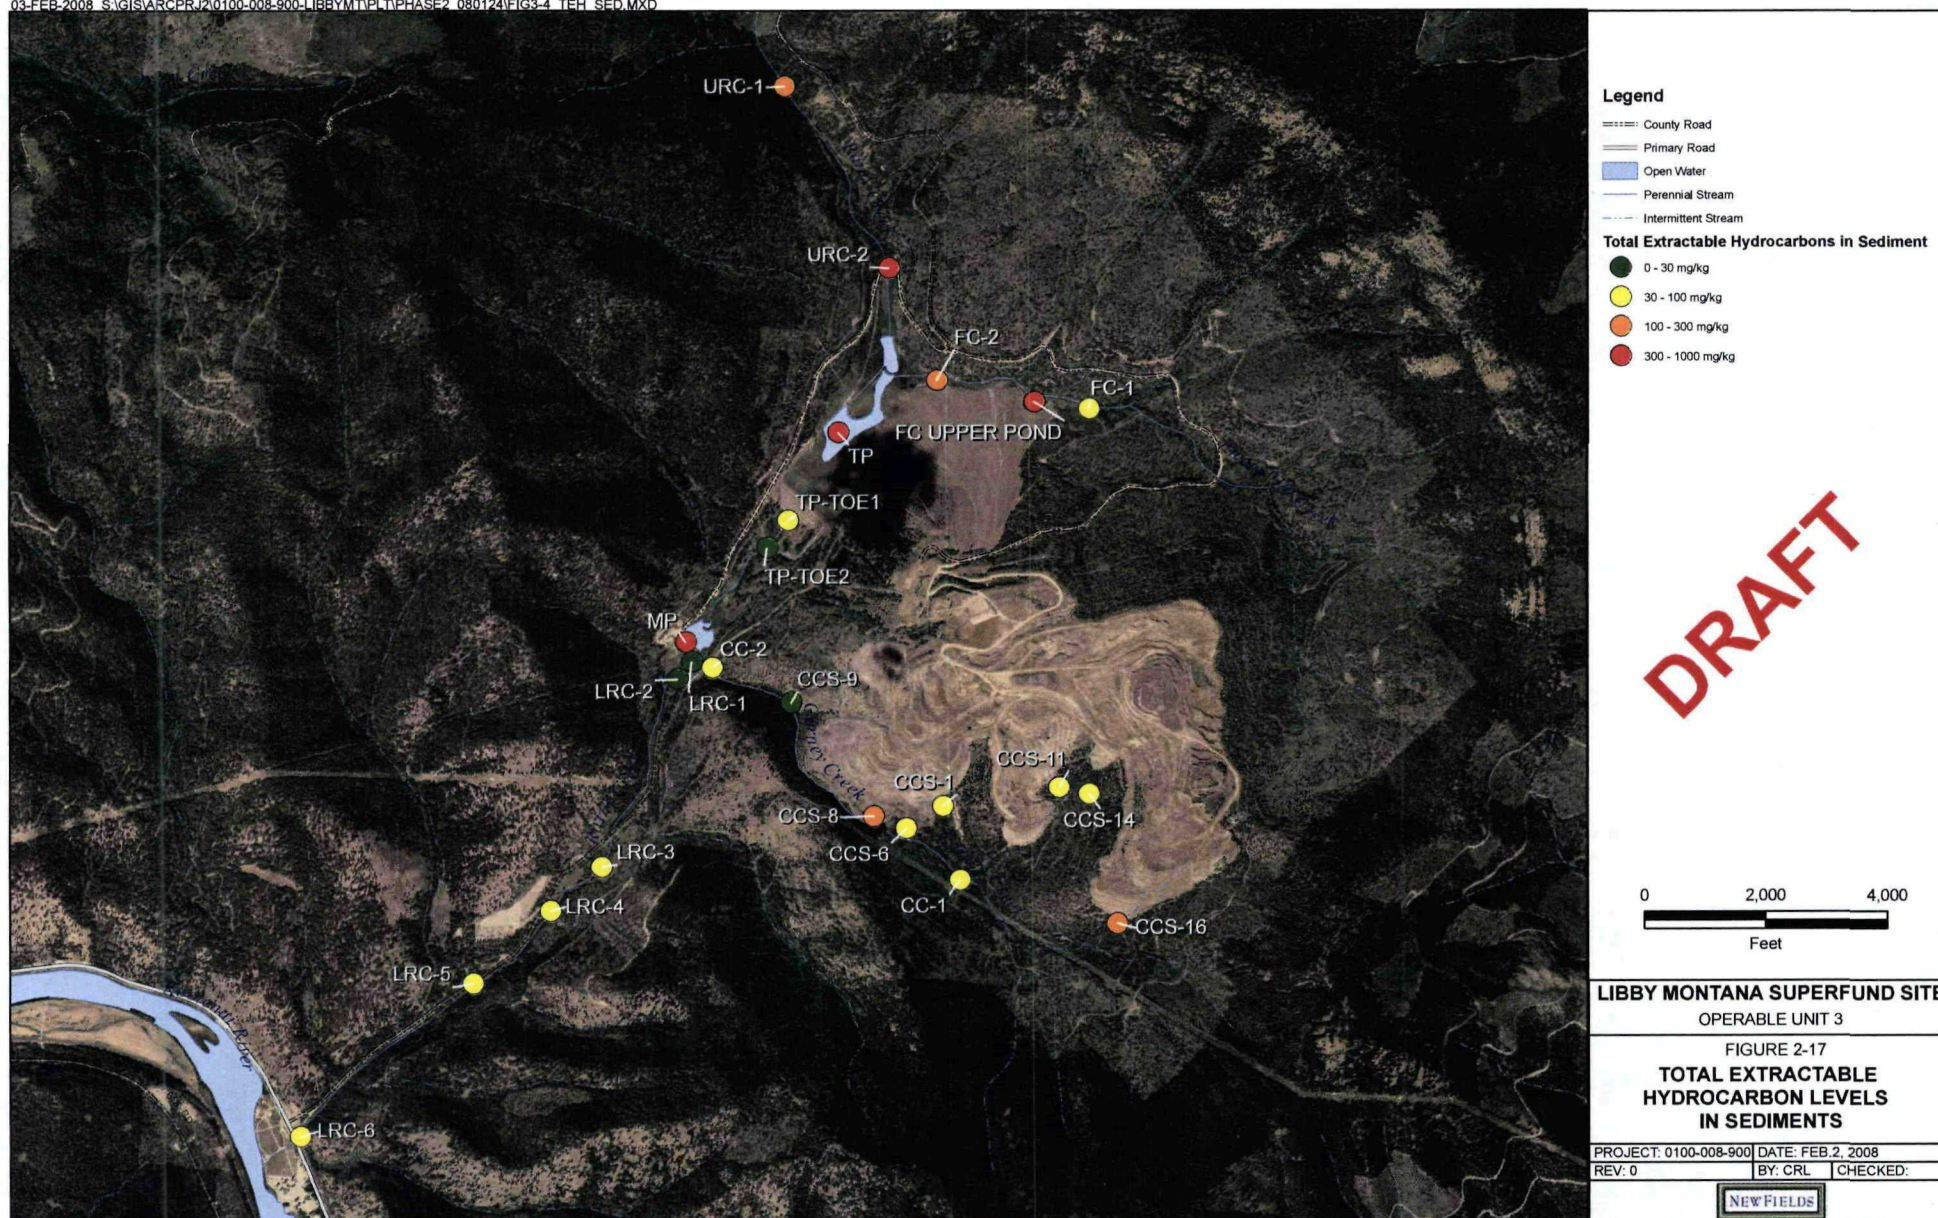 03-FEB-2008 S:\GIS\ARCPRJ2\0100-008-900-LIBBYMT\PLT\PHASE2_080124\FIG3-4_TEH_SED.MXD
URC-1
URC-2
FC-2
FC-1
FC UPPER POND
TP
TP-TOE1
TP-TOE2
MP
CC-2
LRC-2
LRC-1
CCS-9
Carney Creek
CCS-11
CCS-1
CCS-14
CCS-8
CCS-6
LRC-3
CC-1
LRC-4
CCS-16
LRC-5
River
LRC-6
Legend
County Road
Primary Road
Open Water
Perennial Stream
Intermittent Stream
Total Extractable Hydrocarbons in Sediment
0 - 30 mg/kg
30 - 100 mg/kg
100 - 300 mg/kg
300 - 1000 mg/kg
DRAFT
0 2,000 4,000
Feet
LIBBY MONTANA SUPERFUND SITE
OPERABLE UNIT 3
FIGURE 2-17
TOTAL EXTRACTABLE
HYDROCARBON LEVELS
IN SEDIMENTS
PROJECT: 0100-008-900 DATE: FEB.2, 2008
REV: 0 BY: CRL CHECKED:
NEWFIELDS